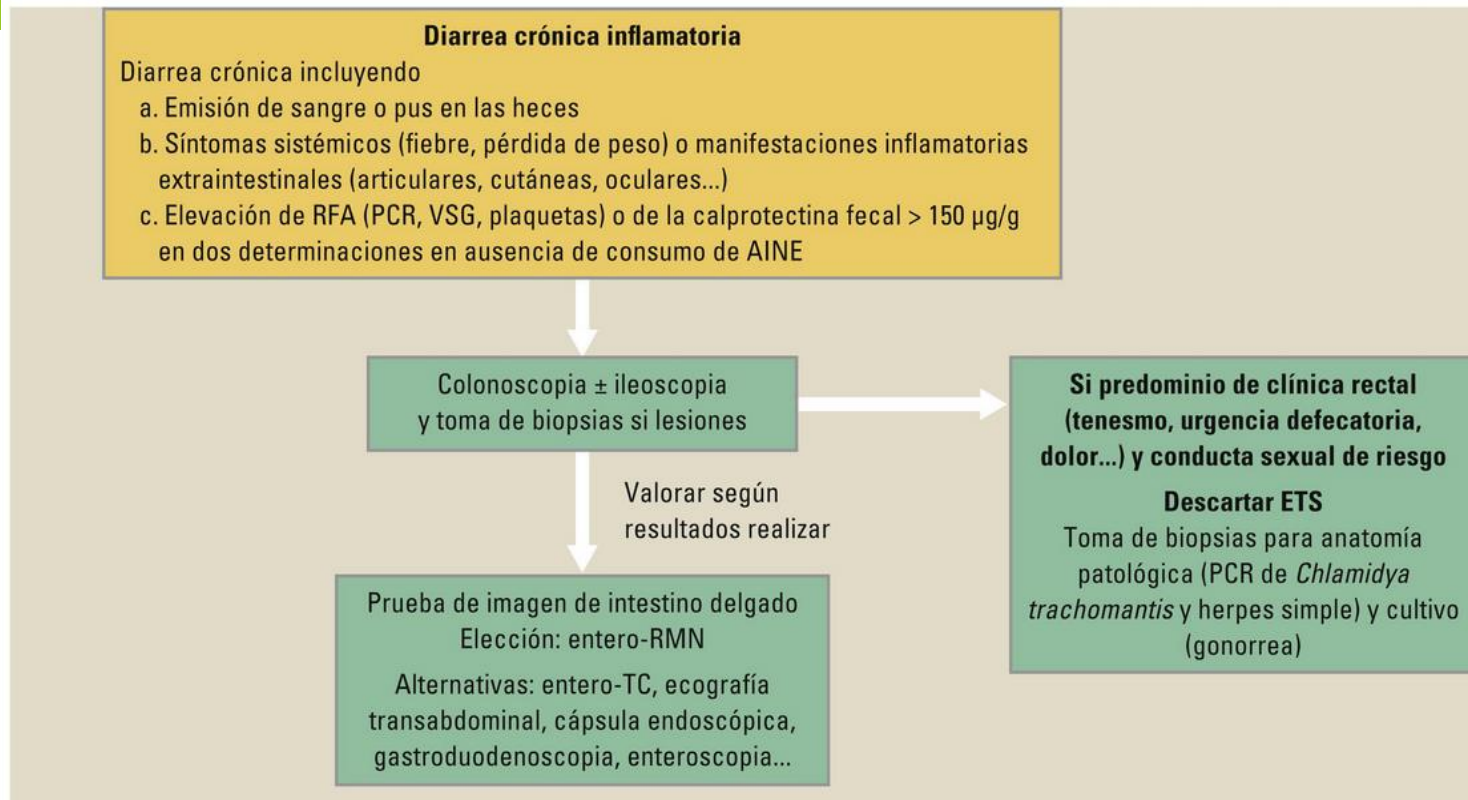 Diarrea crónica inflamatoria
Diarrea crónica incluyendo
a. Emisión de sangre o pus en las heces
b. Síntomas sistémicos (fiebre, pérdida de peso) o manifestaciones inflamatorias
extraintestinales (articulares, cutáneas, oculares...)
c. Elevación de RFA (PCR, VSG, plaquetas) o de la calprotectina fecal > 150 µg/g
en dos determinaciones en ausencia de consumo de AINE
Colonoscopia ± ileoscopia
y toma de biopsias si lesiones
Si predominio de clínica rectal
(tenesmo, urgencia defecatoria,
dolor...) y conducta sexual de riesgo
Descartar ETS
Toma de biopsias para anatomía
patológica (PCR de Chlamidya
trachomantis y herpes simple) y cultivo
(gonorrea)
Valorar según
resultados realizar
Prueba de imagen de intestino delgado
Elección: entero-RMN
Alternativas: entero-TC, ecografía
transabdominal, cápsula endoscópica,
gastroduodenoscopia, enteroscopia...